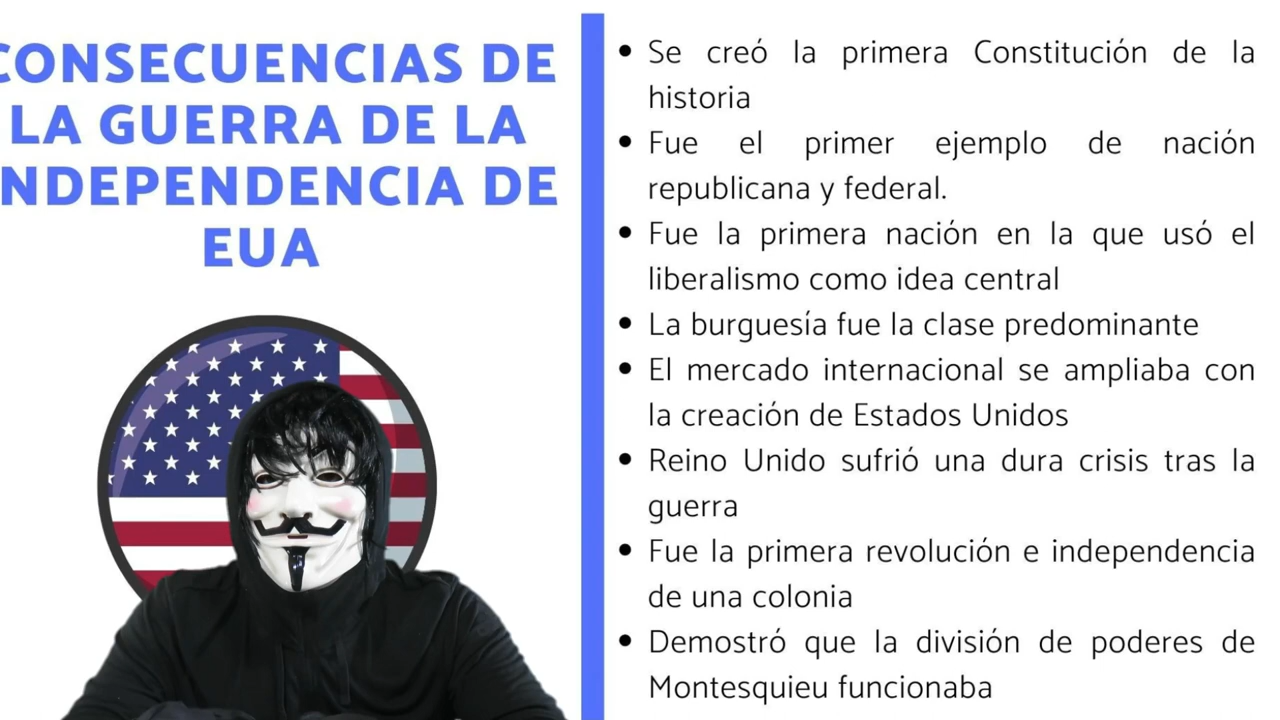 CONSECUENCIAS DE
LA GUERRA DE LA
NDEPENDENCIA DE
EUA
• Se creó la primera Constitución de la
historia
• Fue el primer ejemplo de nación
republicana y federal.
• Fue la primera nación en la que usó el
liberalismo como idea central
• La burguesía fue la clase predominante
• El mercado internacional se ampliaba con
la creación de Estados Unidos
• Reino Unido sufrió una dura crisis tras la
guerra
• Fue la primera revolución e independencia
de una colonia
• Demostró que la división de poderes de
Montesquieu funcionaba